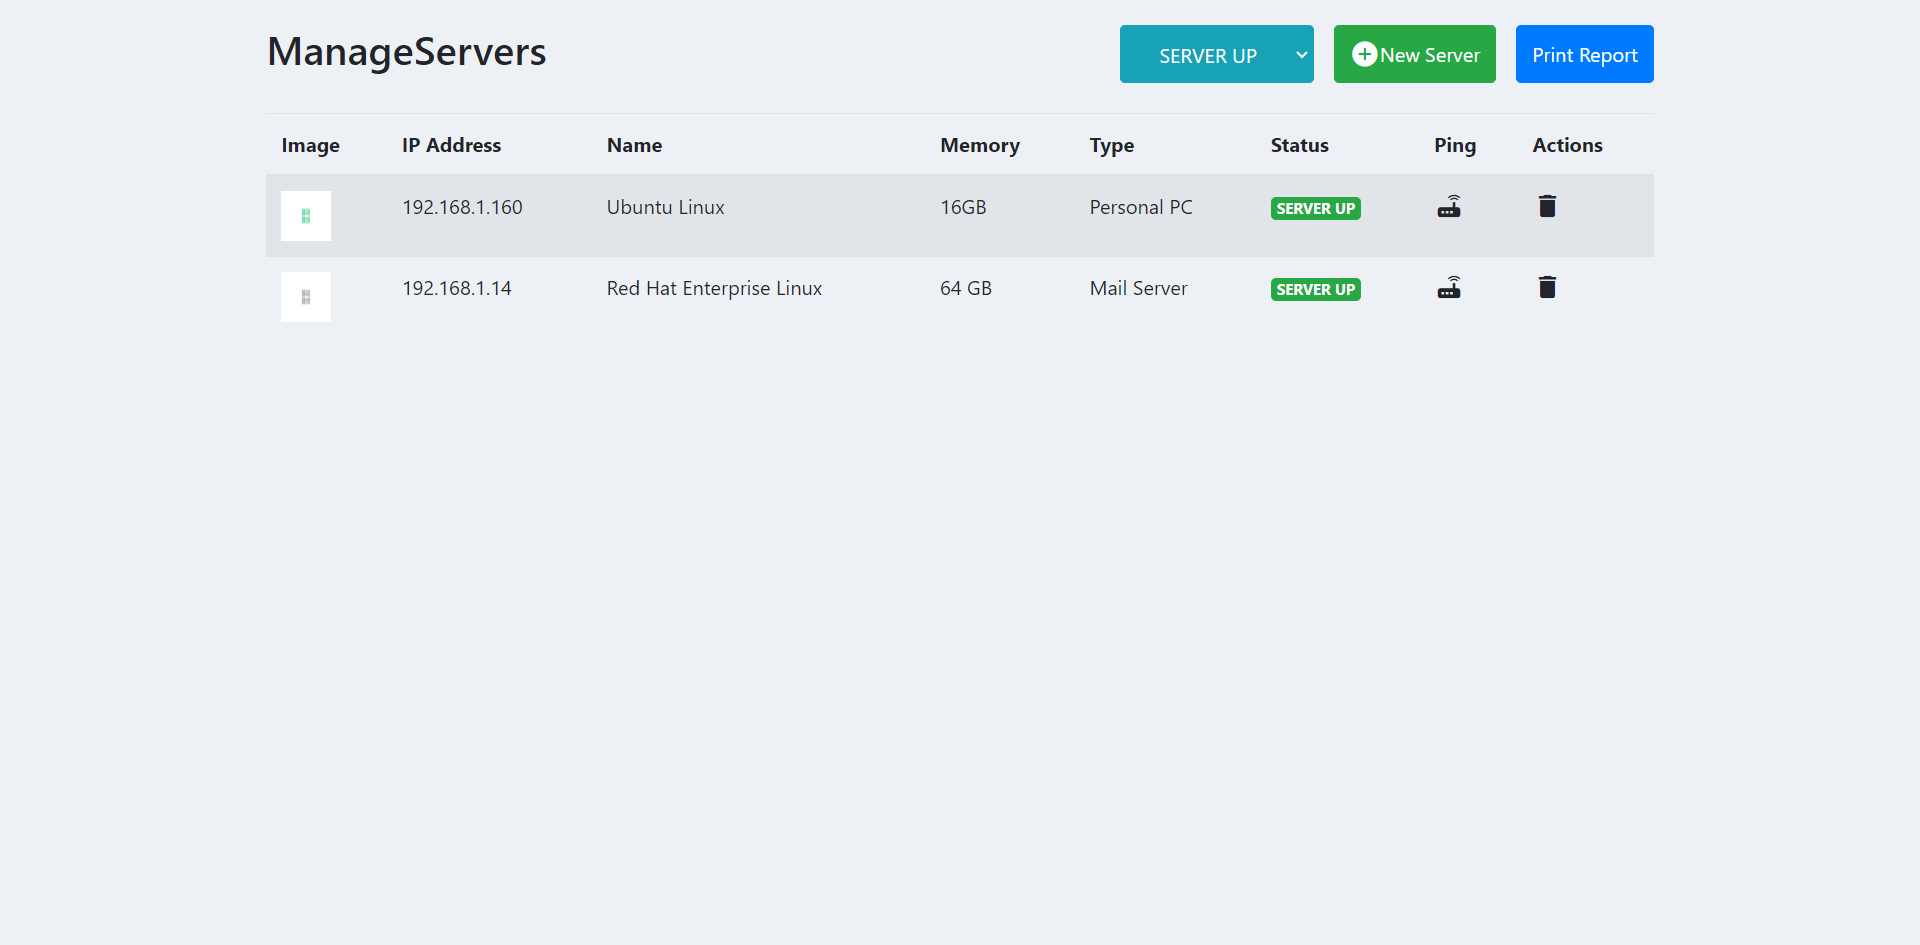 ManageServers
SERVER UP
New Server
Print Report
Image IP Address Name Memory Type Status Ping Actions
192.168.1.160 Ubuntu Linux 16GB Personal PC SERVER UP
192.168.1.14 Red Hat Enterprise Linux 64 GB Mail Server SERVER UP